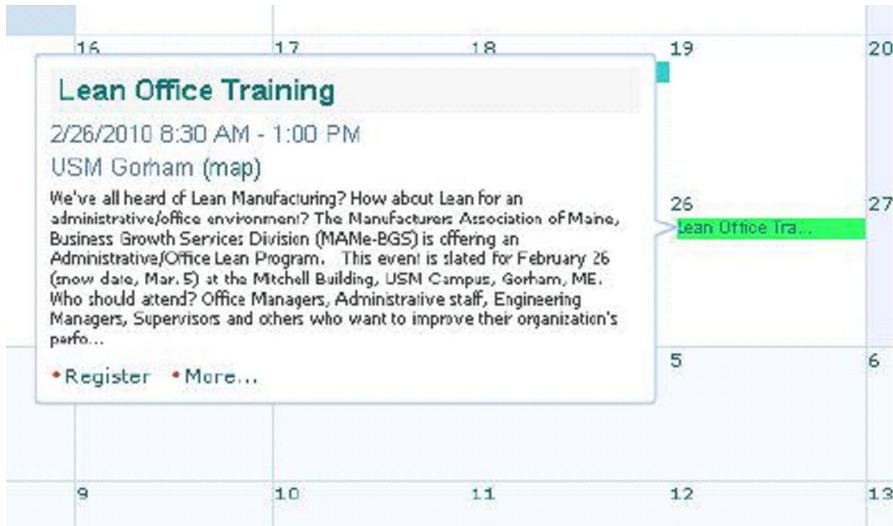 16 17 18 19 20
Lean Office Training
2/26/2010 8:30 AM - 1:00 PM
USM Gorham (map)
We've all heard of Lean Manufacturing? How about Lean for an
administrative/office environment? The Manufacturers Association of Maine,
Business Growth Services Division (MANe-BGS) is offering an
Administrative/Office Lean Program. This event is slated for February 26
(snow date, Mar. 5) at the Mitchell Building, USM Campus, Gorham, ME.
Who should attend? Office Managers, Administrative staff, Engineering
Managers, Supervisors and others who want to improve their organization's
perfo...
•Register •More...
26 27
Lean Office Tra...
5 6
9 10 11 12 13